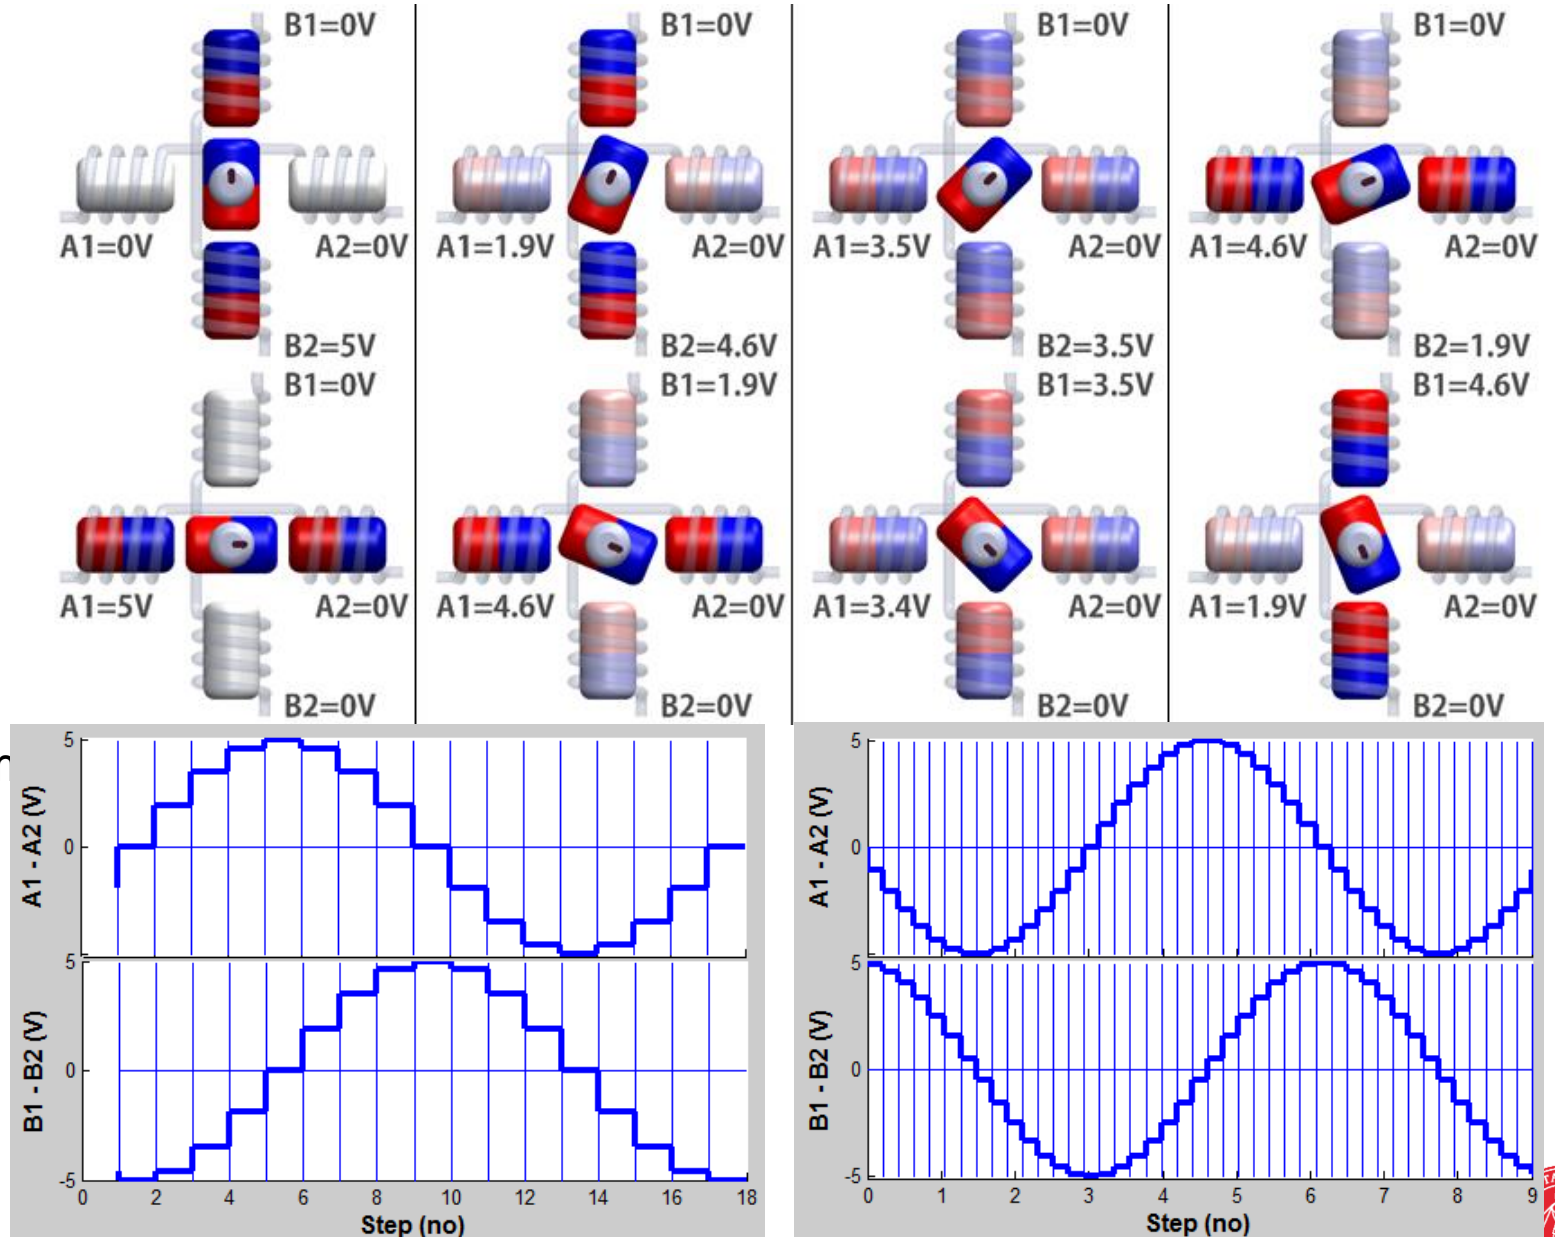 B1=0V
A1=0V A2=0V
B2=5V
B1=0V
A1=1.9V A2=0V
B2=4.6V
B1=0V
A1=3.5V A2=0V
B2=3.5V
B1=0V
A1=4.6V A2=0V
B2=1.9V
B1=0V
A1=5V A2=0V
B2=0V
B1=1.9V
A1=4.6V A2=0V
B2=0V
B1=3.5V
A1=3.4V A2=0V
B2=0V
B1=4.6V
A1=1.9V A2=0V
B2=0V
A1 - A2 (V)
5
0
B1 - B2 (V)
5
0
-5
0 2 4 6 8 10 12 14 16 18
Step (no)
A1 - A2 (V)
5
0
B1 - B2 (V)
5
0
-5
0 1 2 3 4 5 6 7 8 9
Step (no)